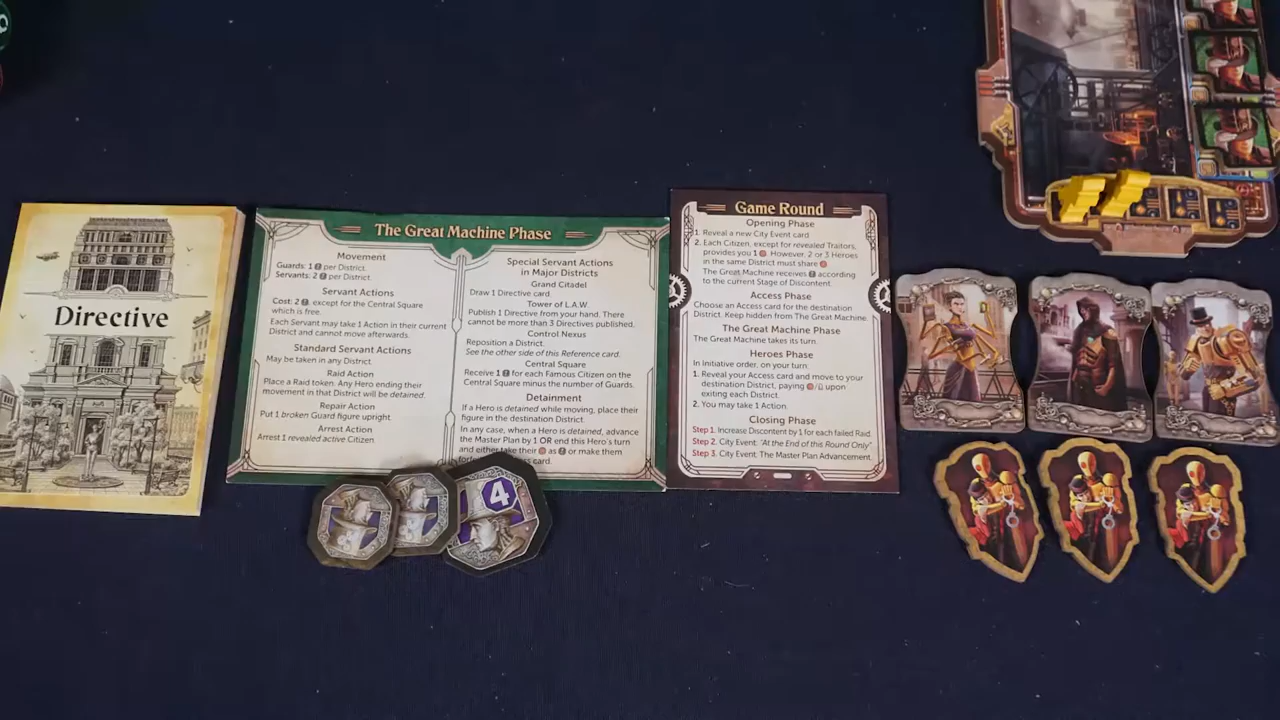 Directive
The Great Machine Phase
Movement
Guards: 1 per District.
Servants: 2 per District.
Servant Actions
Cost: 2, except for the Central Square
which is free.
Each Servant may take 1 Action in their current
District and cannot move afterwards.
Standard Servant Actions
May be taken in any District.
Raid Action
Place a Raid token. Any Hero ending their
movement in that District will be detained.
Repair Action
Put 1 broken Guard figure upright.
Arrest Action
Arrest 1 revealed active Citizen.
Special Servant Actions
in Major Districts
Grand Citadel
Draw 1 Directive card.
Tower of L.A.W.
Publish 1 Directive from your hand. There
cannot be more than 3 Directives published.
Control Nexus
Reposition a District.
See the other side of this Reference card.
Central Square
Receive 1 for each Famous Citizen on the
Central Square minus the number of Guards.
Detainment
If a Hero is detained while moving, place their
figure in the destination District.
In any case, when a Hero is detained, advance
the Master Plan by 1 OR end this Hero's turn
and either take their as or make them
card.
4
Game Round
Opening Phase
1. Reveal a new City Event card
2. Each Citizen, except for revealed Traitors,
provides you 1. However, 2 or 3 Heroes
in the same District must share
The Great Machine receives according
to the current Stage of Discontent.
Access Phase
Choose an Access card for the destination
District. Keep hidden from The Great Machine.
The Great Machine Phase
The Great Machine takes its turn.
Heroes Phase
In initiative order, on your turn:
1. Reveal your Access card and move to your
destination District, paying / upon
exiting each District.
2. You may take 1 Action.
Closing Phase
Step 1. Increase Discontent by 1 for each failed Raid.
Step 2. City Event: "At the End of this Round Only".
Step 3. City Event: The Master Plan Advancement.